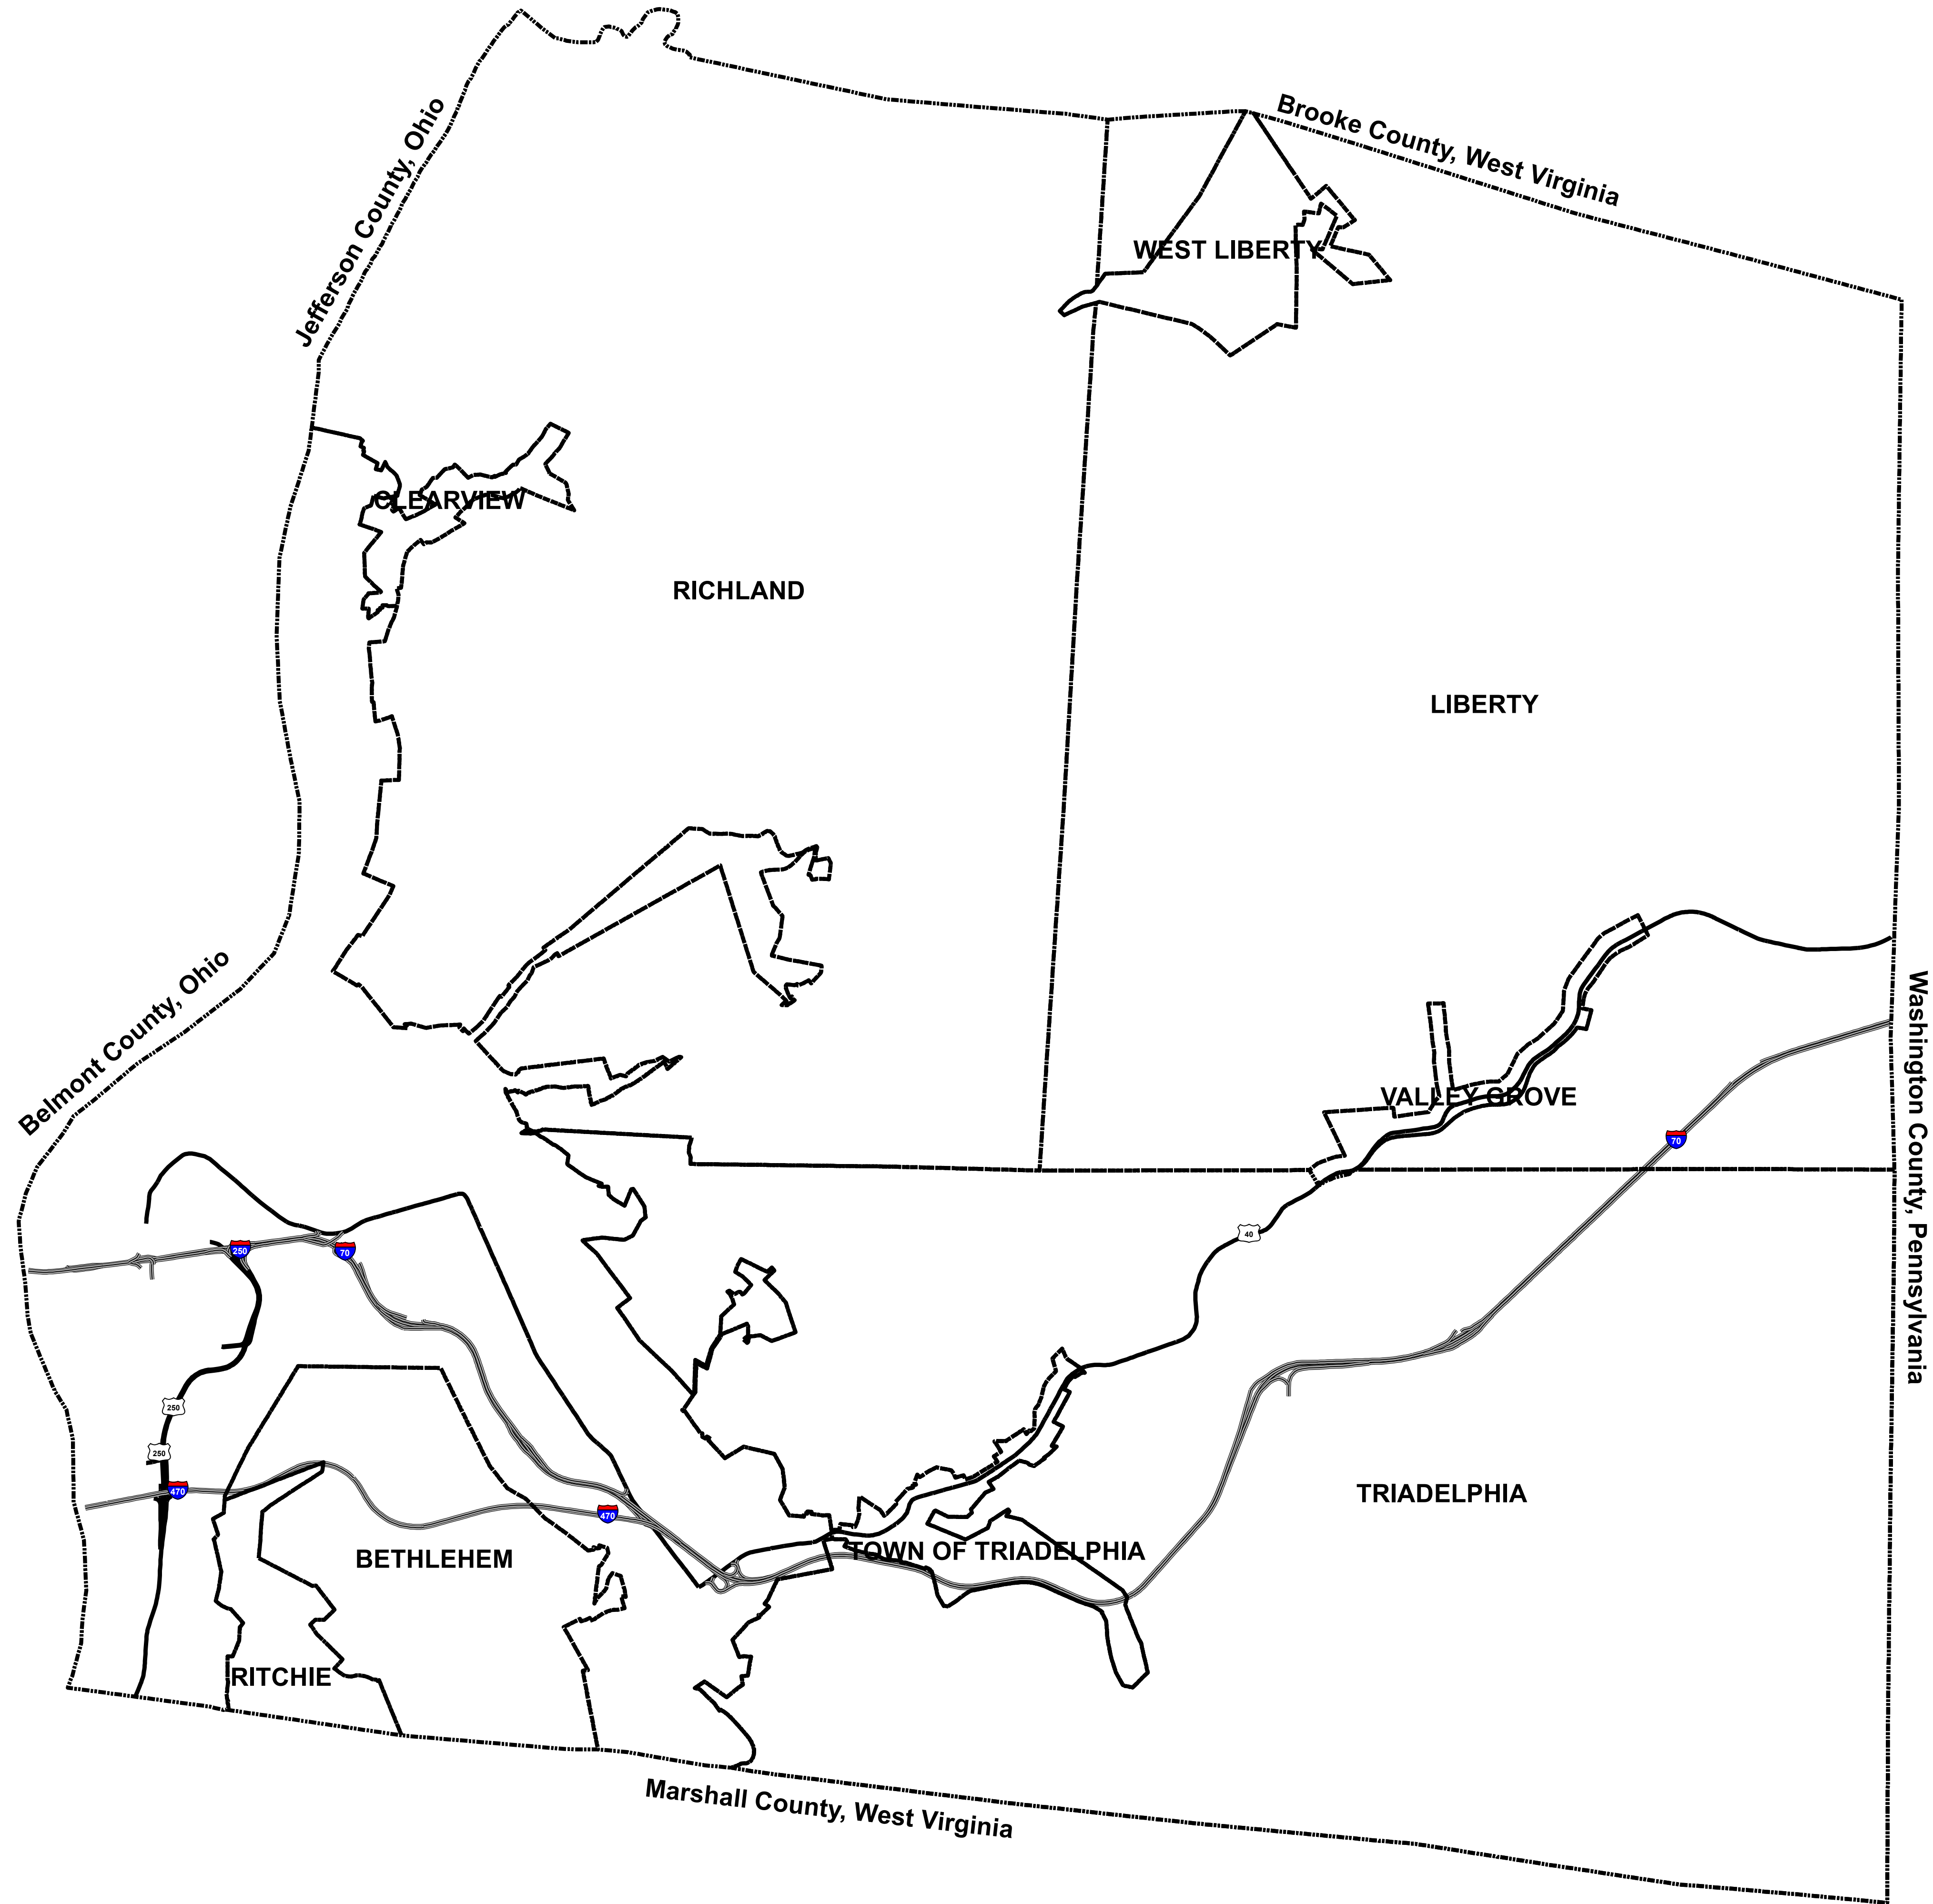 Brooke County, West Virginia
Jefferson County, Ohio
WEST LIBERTY
CLEARVIEW
RICHLAND
LIBERTY
Belmont County, Ohio
Washington County, Pennsylvania
VALLEY GROVE
70
40
250
70
250
250
470
470
TRIADELPHIA
TOWN OF TRIADELPHIA
BETHLEHEM
RITCHIE
Marshall County, West Virginia